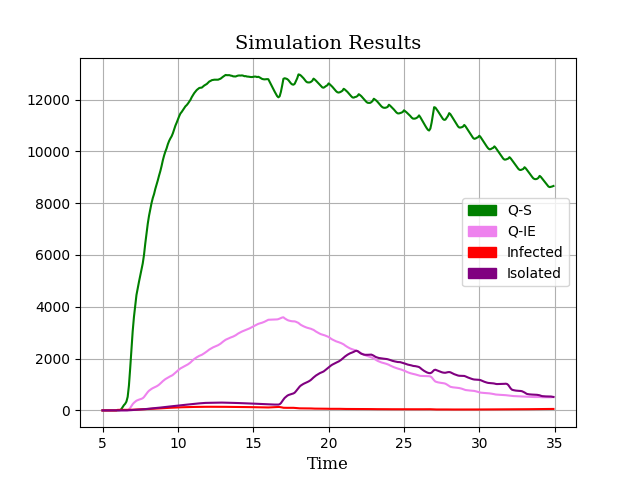 Simulation Results
12000
10000
8000
6000
4000
2000
0
Q-S
Q-IE
Infected
Isolated
5 10 15 20 25 30 35
Time